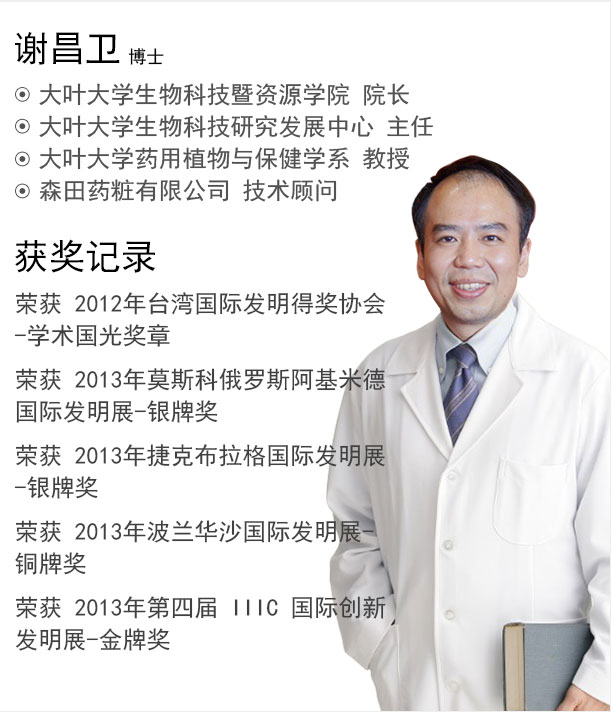 谢昌卫 博士
◉ 大叶大学生物科技暨资源学院 院长
◉ 大叶大学生物科技研究发展中心 主任
◉ 大叶大学药用植物与保健学系 教授
◉ 森田药粧有限公司 技术顾问
获奖记录
荣获 2012年台湾国际发明得奖协会
-学术国光奖章
荣获 2013年莫斯科俄罗斯阿基米德
国际发明展-银牌奖
荣获 2013年捷克布拉格国际发明展
-银牌奖
荣获 2013年波兰华沙国际发明展-
铜牌奖
荣获 2013年第四届 IIIC 国际创新
发明展-金牌奖